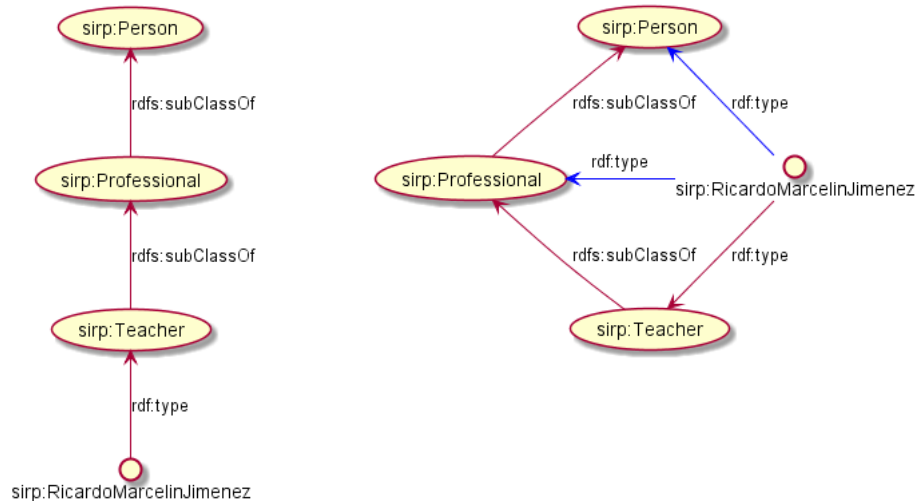 sirp:Person
rdfs:subClassOf
sirp:Professional
rdfs:subClassOf
sirp:Teacher
rdf:type
sirp:RicardoMarcelinJimenez
sirp:Person
rdfs:subClassOf
rdf:type
rdf:type
sirp:Professional
sirp:RicardoMarcelinJimenez
rdfs:subClassOf
rdf:type
sirp:Teacher